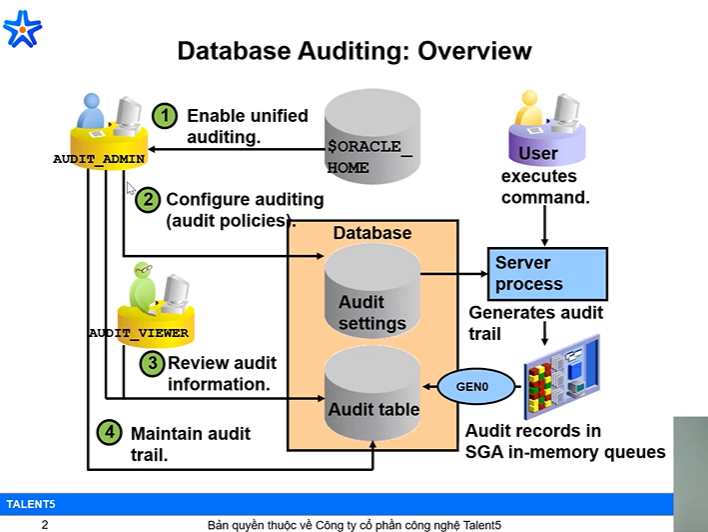 Database Auditing: Overview
1
Enable unified
auditing.
$ORACLE_
HOME
AUDIT_ADMIN
User
executes
command.
2
Configure auditing
(audit policies).
Database
Audit
settings
Server
process
Generates audit
trail
AUDIT_VIEWER
3
Review audit
information.
Audit table
GEN0
4
Maintain audit
trail.
Audit records in
SGA in-memory queues
TALENT5
2
Bản quyền thuộc về Công ty cổ phần công nghệ Talent5